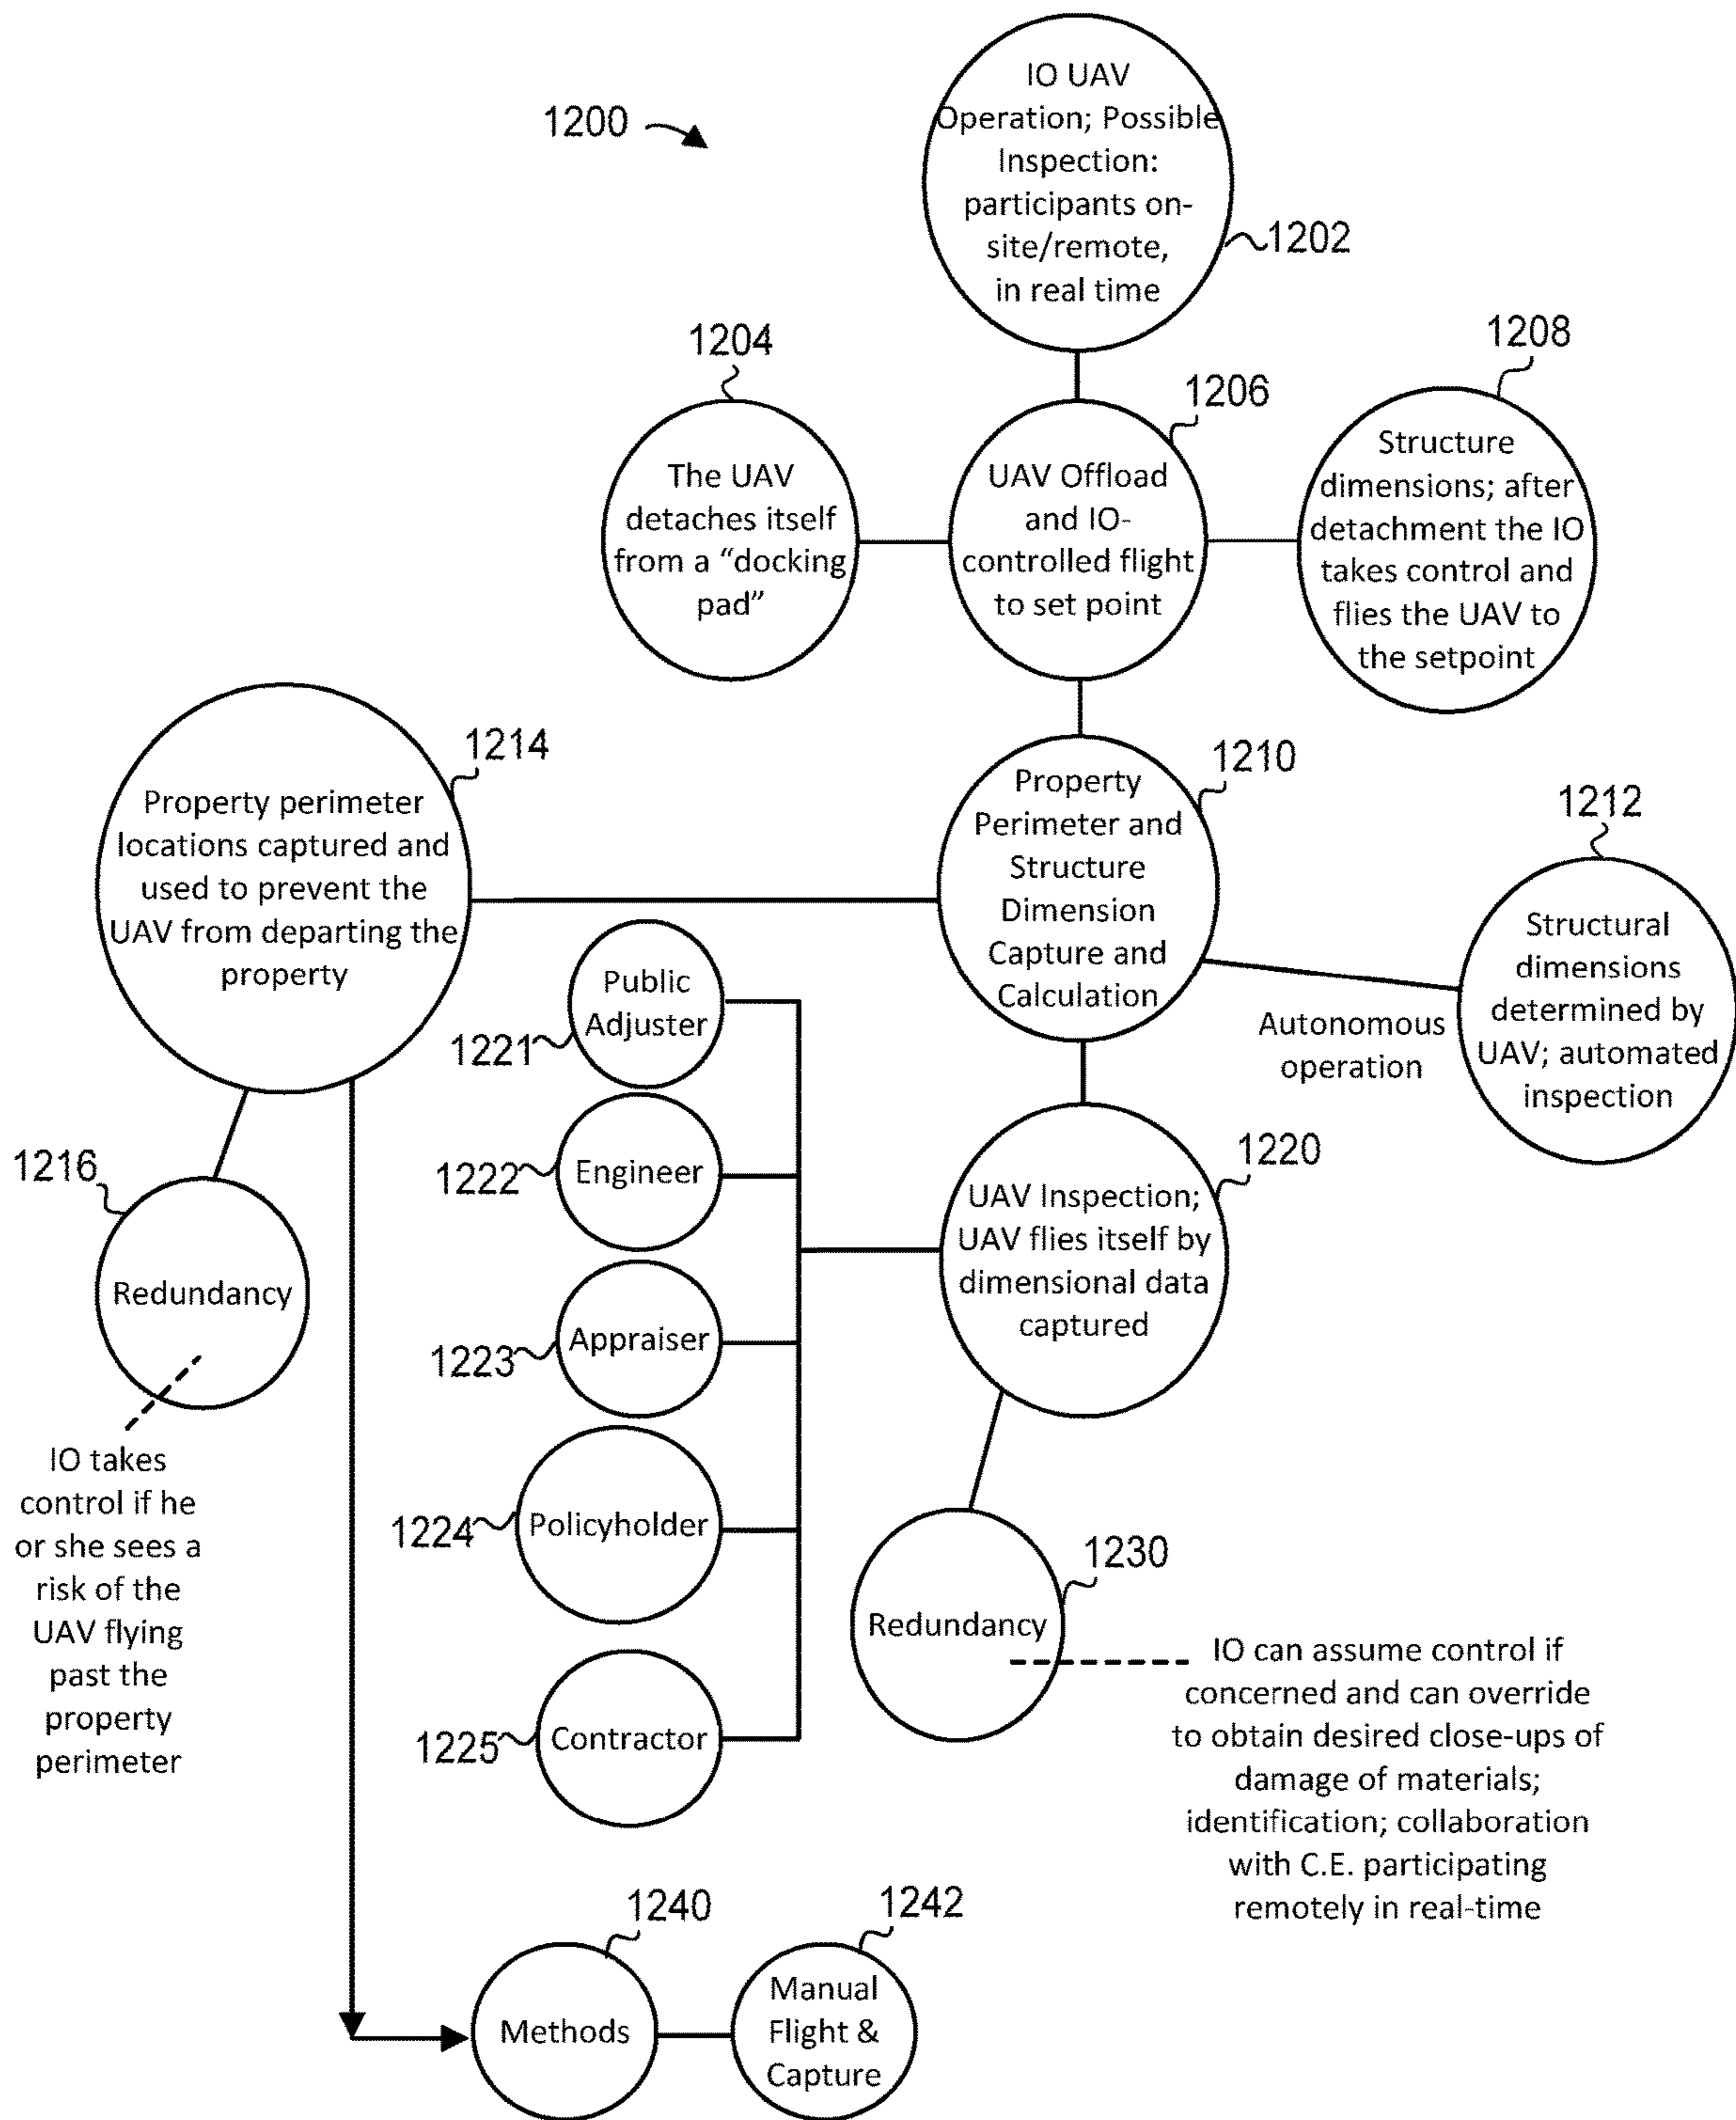 1200
IO UAV
Operation; Possible
Inspection:
participants on-
site/remote,
in real time
1202
1204
The UAV
detaches itself
from a “docking
pad”
1206
UAV Offload
and IO-
controlled flight
to set point
1208
Structure
dimensions; after
detachment the IO
takes control and
flies the UAV to
the setpoint
1214
Property perimeter
locations captured and
used to prevent the
UAV from departing the
property
1210
Property
Perimeter and
Structure
Dimension
Capture and
Calculation
1212
Structural
dimensions
determined by
UAV; automated
inspection
Autonomous
operation
1216
Redundancy
IO takes
control if he
or she sees a
risk of the
UAV flying
past the
property
perimeter
Public
Adjuster
1221
1222
Engineer
1223
Appraiser
1224
Policyholder
1225
Contractor
1220
UAV Inspection;
UAV flies itself by
dimensional data
captured
1230
Redundancy
IO can assume control if
concerned and can override
to obtain desired close-ups of
damage of materials;
identification; collaboration
with C.E. participating
remotely in real-time
1240
Methods
1242
Manual
Flight &
Capture